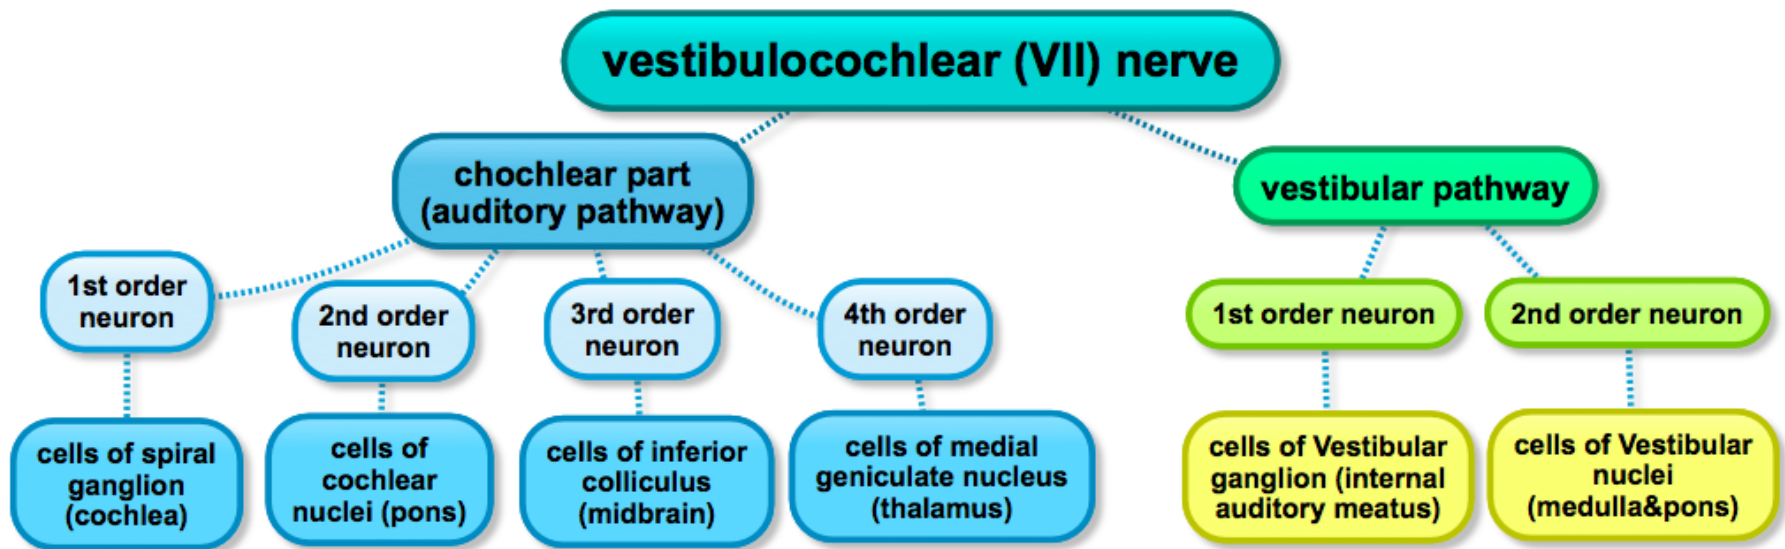 vestibulocochlear (VII) nerve
chochlear part
(auditory pathway)
vestibular pathway
1st order
neuron
2nd order
neuron
3rd order
neuron
4th order
neuron
1st order neuron
2nd order neuron
cells of spiral
ganglion
(cochlea)
cells of
cochlear
nuclei (pons)
cells of inferior
colliculus
(midbrain)
cells of medial
geniculate nucleus
(thalamus)
cells of Vestibular
ganglion (internal
auditory meatus)
cells of Vestibular
nuclei
(medulla&pons)